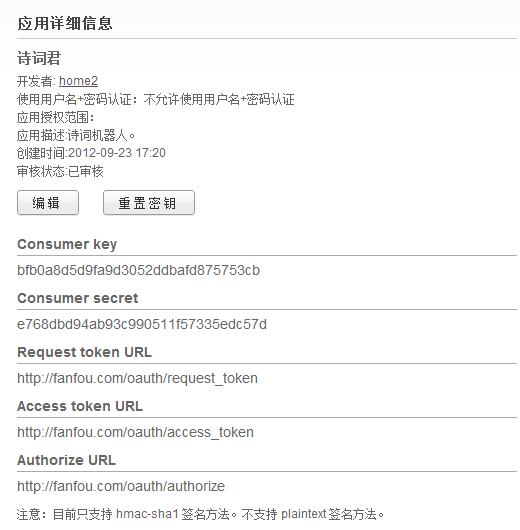 应用详细信息
诗词君
开发者: home2
使用用户名+密码认证：不允许使用用户名+密码认证
应用授权范围：
应用描述:诗词机器人。
创建时间:2012-09-23 17:20
审核状态:已审核
编辑 重置密钥
Consumer key
bfb0a8d5d9fa9d3052ddbafd875753cb
Consumer secret
e768dbd94ab93c990511f57335edc57d
Request token URL
http://fanfou.com/oauth/request_token
Access token URL
http://fanfou.com/oauth/access_token
Authorize URL
http://fanfou.com/oauth/authorize
注意：目前只支持 hmac-sha1 签名方法。不支持 plaintext 签名方法。